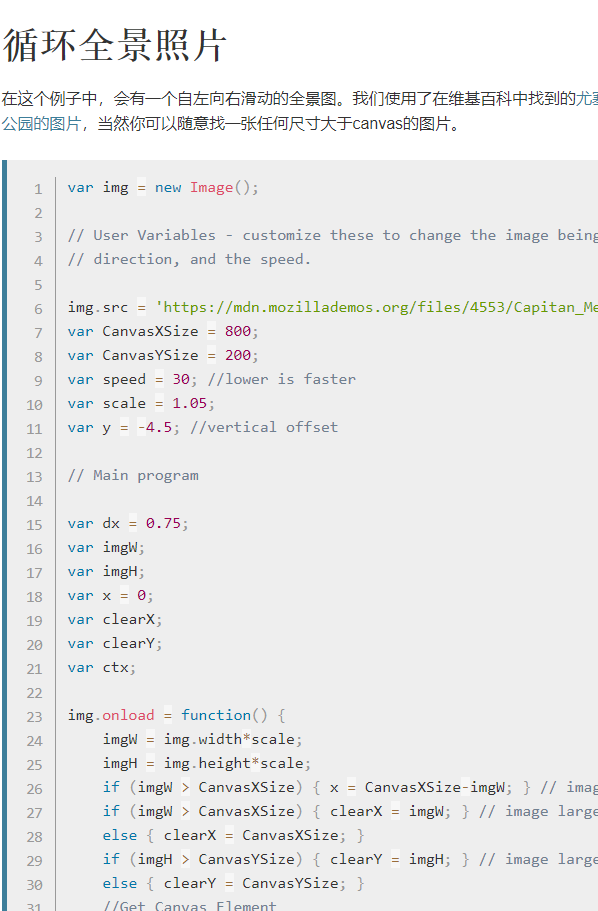 循环全景照片
在这个例子中，会有一个自左向右滑动的全景图。我们使用了在维基百科中找到的尤塞
公园的图片，当然你可以随意找一张任何尺寸大于canvas的图片。
1 var img = new Image();
2
3 // User Variables - customize these to change the image being
4 // direction, and the speed.
5
6 img.src = 'https://mdn.mozillademos.org/files/4553/Capitan_Me
7 var CanvasXSize = 800;
8 var CanvasYSize = 200;
9 var speed = 30; //lower is faster
10 var scale = 1.05;
11 var y = -4.5; //vertical offset
12
13 // Main program
14
15 var dx = 0.75;
16 var imgW;
17 var imgH;
18 var x = 0;
19 var clearX;
20 var clearY;
21 var ctx;
22
23 img.onload = function() {
24 imgW = img.width*scale;
25 imgH = img.height*scale;
26 if (imgW > CanvasXSize) { x = CanvasXSize-imgW; } // imag
27 if (imgW > CanvasXSize) { clearX = imgW; } // image large
28 else { clearX = CanvasXSize; }
29 if (imgH > CanvasYSize) { clearY = imgH; } // image large
30 else { clearY = CanvasYSize; }
31 //Get Canvas Element